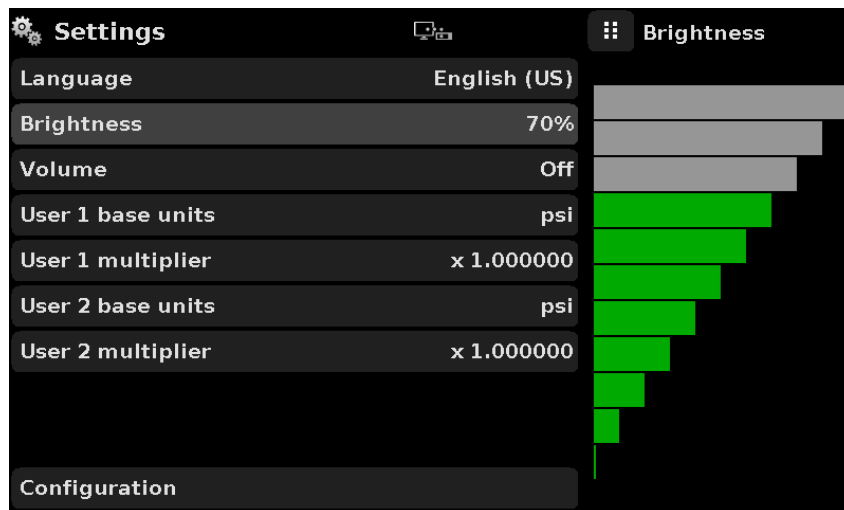 Settings
Brightness
Language English (US)
Brightness 70%
Volume Off
User 1 base units psi
User 1 multiplier x 1.000000
User 2 base units psi
User 2 multiplier x 1.000000
Configuration